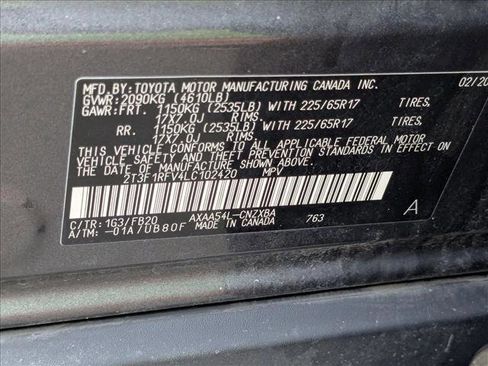 MFD.BY:TOYOTA MOTOR MANUFACTURING CANADA INC. 02/20
GVWR:2090KG (4610LB)
GAWR:FRT. 1150KG (2535LB) WITH 225/65R17 TIRES,
17X7.0J RIMS,
RR. 1150KG (2535LB) WITH 225/65R17 TIRES,
17X7.0J RIMS,
THIS VEHICLE CONFORMS TO ALL APPLICABLE FEDERAL MOTOR
VEHICLE SAFETY AND THEFT PREVENTION STANDARDS IN EFFECT
ON THE DATE OF MANUFACTURE SHOWN ABOVE.
2T3F1RFV4LC102420 MPV
C/TR:1G3/FB20 AXAA54L-CNZXBA 763 A
A/TM:-01A/UB80F MADE IN CANADA